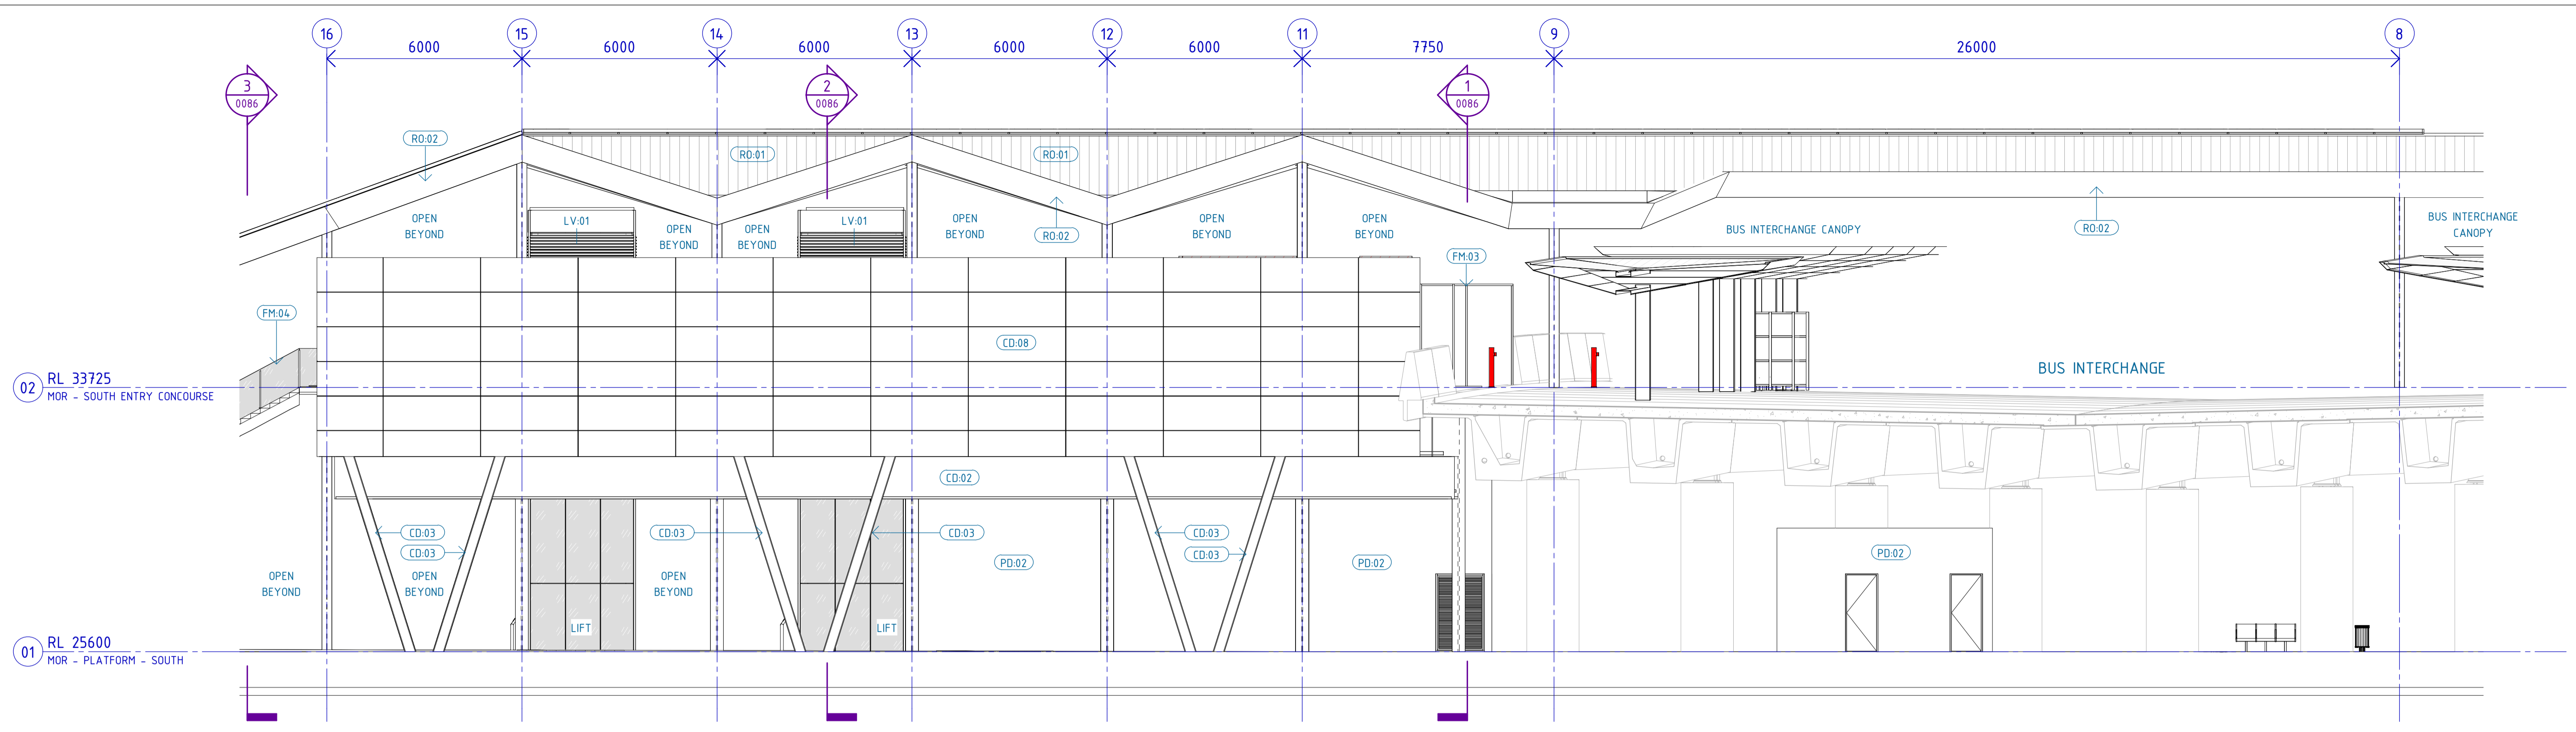 16 15 14 13 12 11 9 8
6000 6000 6000 6000 6000 7750 26000
3 2 1
0086 0086 0086
RO:02
RO:01 RO:01
OPEN
BEYOND
LV:01
OPEN
BEYOND
OPEN
BEYOND
LV:01
OPEN
BEYOND
RO:02
OPEN
BEYOND
OPEN
BEYOND
FM:03
BUS INTERCHANGE CANOPY
RO:02
BUS INTERCHANGE
CANOPY
FM:04
CD:08
BUS INTERCHANGE
02 RL 33725
MOR - SOUTH ENTRY CONCOURSE
CD:02
CD:03
CD:03
CD:03
CD:03
CD:03
CD:03
PD:02
PD:02
PD:02
OPEN
BEYOND
OPEN
BEYOND
OPEN
BEYOND
LIFT
LIFT
01 RL 25600
MOR - PLATFORM - SOUTH